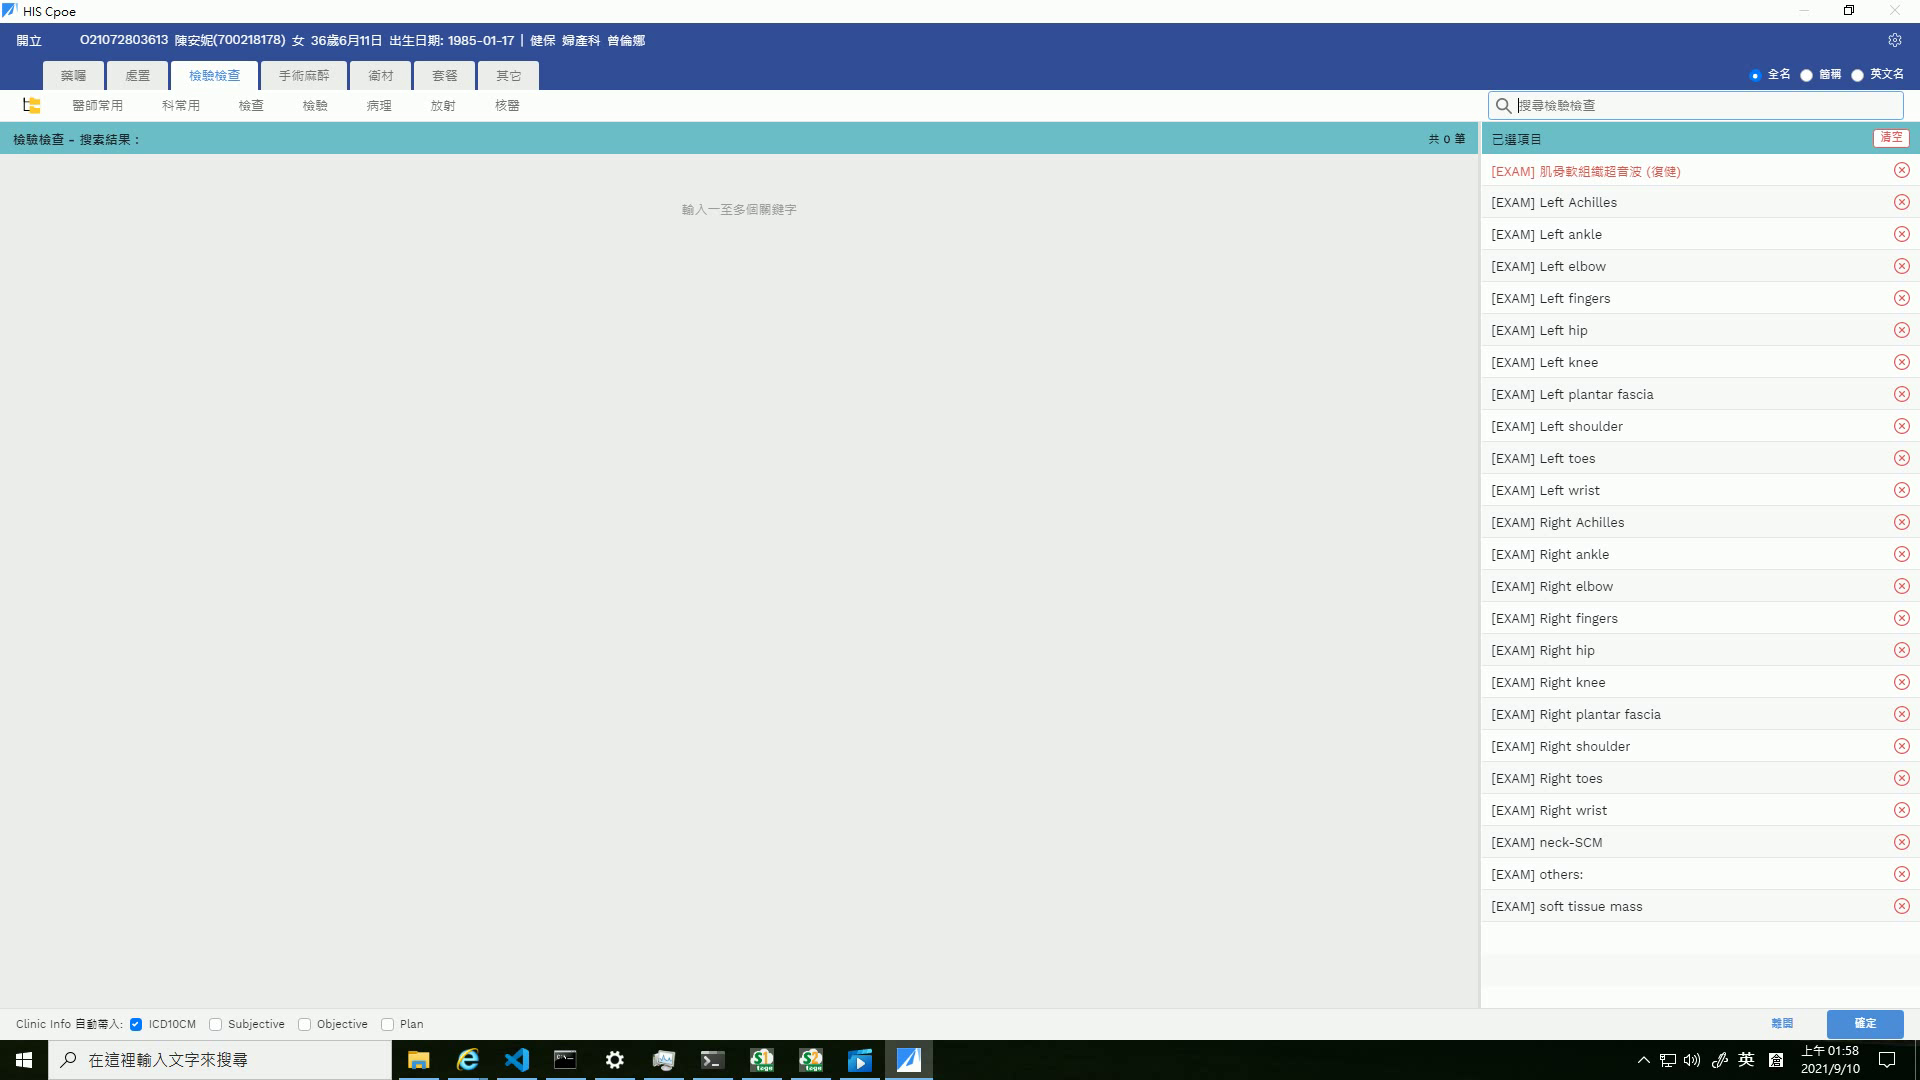 HIS Cpoe
開立 O21072803613 陳安妮(700218178) 女 36歲6月11日 出生日期: 1985-01-17 | 健保 婦產科 曾倫娜
藥囑 處置 檢驗檢查 手術麻醉 衛材 套餐 其它 全名 簡稱 英文名
醫師常用 科常用 檢查 檢驗 病理 放射 核醫 搜尋檢驗檢查
檢驗檢查 - 搜索結果 : 共 0 筆
輸入一至多個關鍵字
已選項目 清空
[EXAM] 肌骨軟組織超音波 (復健)
[EXAM] Left Achilles
[EXAM] Left ankle
[EXAM] Left elbow
[EXAM] Left fingers
[EXAM] Left hip
[EXAM] Left knee
[EXAM] Left plantar fascia
[EXAM] Left shoulder
[EXAM] Left toes
[EXAM] Left wrist
[EXAM] Right Achilles
[EXAM] Right ankle
[EXAM] Right elbow
[EXAM] Right fingers
[EXAM] Right hip
[EXAM] Right knee
[EXAM] Right plantar fascia
[EXAM] Right shoulder
[EXAM] Right toes
[EXAM] Right wrist
[EXAM] neck-SCM
[EXAM] others:
[EXAM] soft tissue mass
Clinic Info 自動帶入: ICD10CM Subjective Objective Plan 離開 確定
在這裡輸入文字來搜尋 英 上午 01:58
2021/9/10